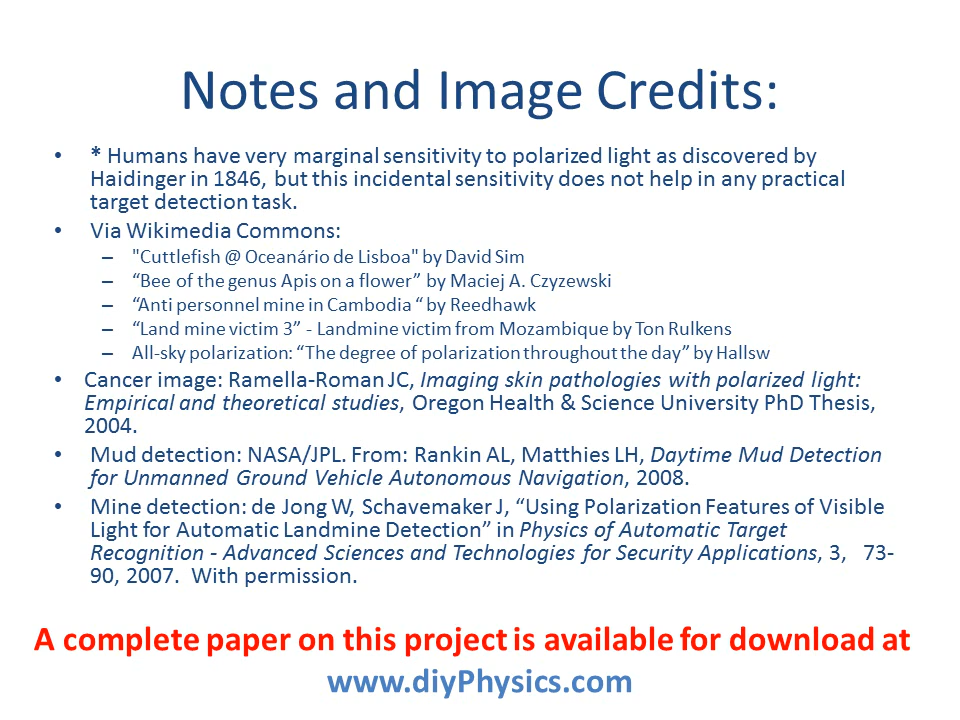 Notes and Image Credits:
• * Humans have very marginal sensitivity to polarized light as discovered by
Haidinger in 1846, but this incidental sensitivity does not help in any practical
target detection task.
• Via Wikimedia Commons:
– "Cuttlefish @ Oceanário de Lisboa" by David Sim
– “Bee of the genus Apis on a flower” by Maciej A. Czyzewski
– “Anti personnel mine in Cambodia “ by Reedhawk
– “Land mine victim 3” - Landmine victim from Mozambique by Ton Rulkens
– All-sky polarization: “The degree of polarization throughout the day” by Hallsw
• Cancer image: Ramella-Roman JC, Imaging skin pathologies with polarized light:
Empirical and theoretical studies, Oregon Health & Science University PhD Thesis,
2004.
• Mud detection: NASA/JPL. From: Rankin AL, Matthies LH, Daytime Mud Detection
for Unmanned Ground Vehicle Autonomous Navigation, 2008.
• Mine detection: de Jong W, Schavemaker J, “Using Polarization Features of Visible
Light for Automatic Landmine Detection” in Physics of Automatic Target
Recognition - Advanced Sciences and Technologies for Security Applications, 3, 73-
90, 2007. With permission.
A complete paper on this project is available for download at
www.diyPhysics.com